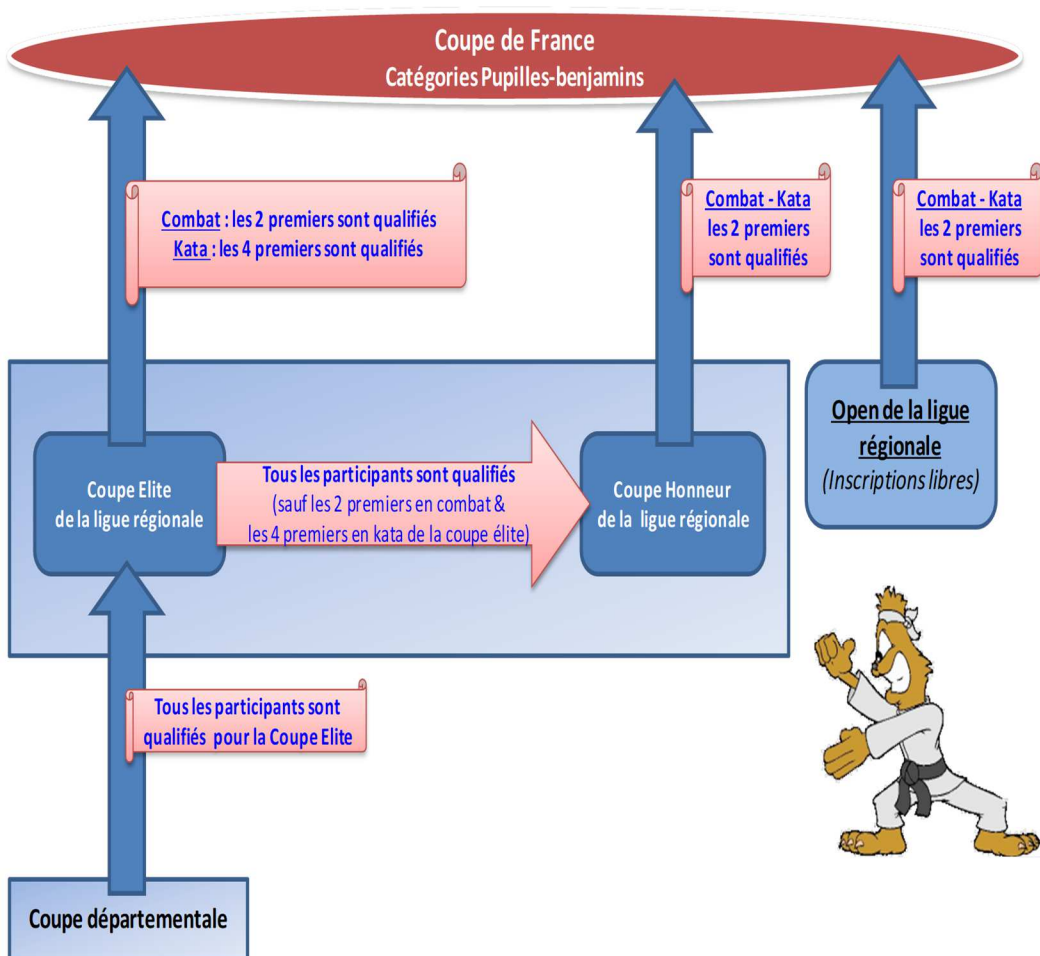 Coupe de France
Catégories Pupilles-benjamins
Combat : les 2 premiers sont qualifiés
Kata : les 4 premiers sont qualifiés
Combat - Kata
les 2 premiers
sont qualifiés
Combat - Kata
les 2 premiers
sont qualifiés
Coupe Elite
de la ligue régionale
Tous les participants sont qualifiés
(sauf les 2 premiers en combat &
les 4 premiers en kata de la coupe élite)
Coupe Honneur
de la ligue régionale
Open de la ligue
régionale
(Inscriptions libres)
Tous les participants sont
qualifiés pour la Coupe Elite
Coupe départementale